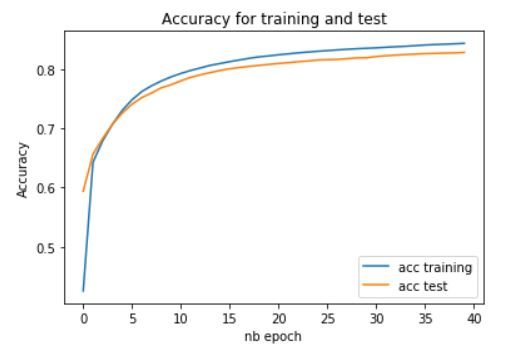 Accuracy for training and test
Accuracy
0.8
0.7
0.6
0.5
acc training
acc test
0 5 10 15 20 25 30 35 40
nb epoch